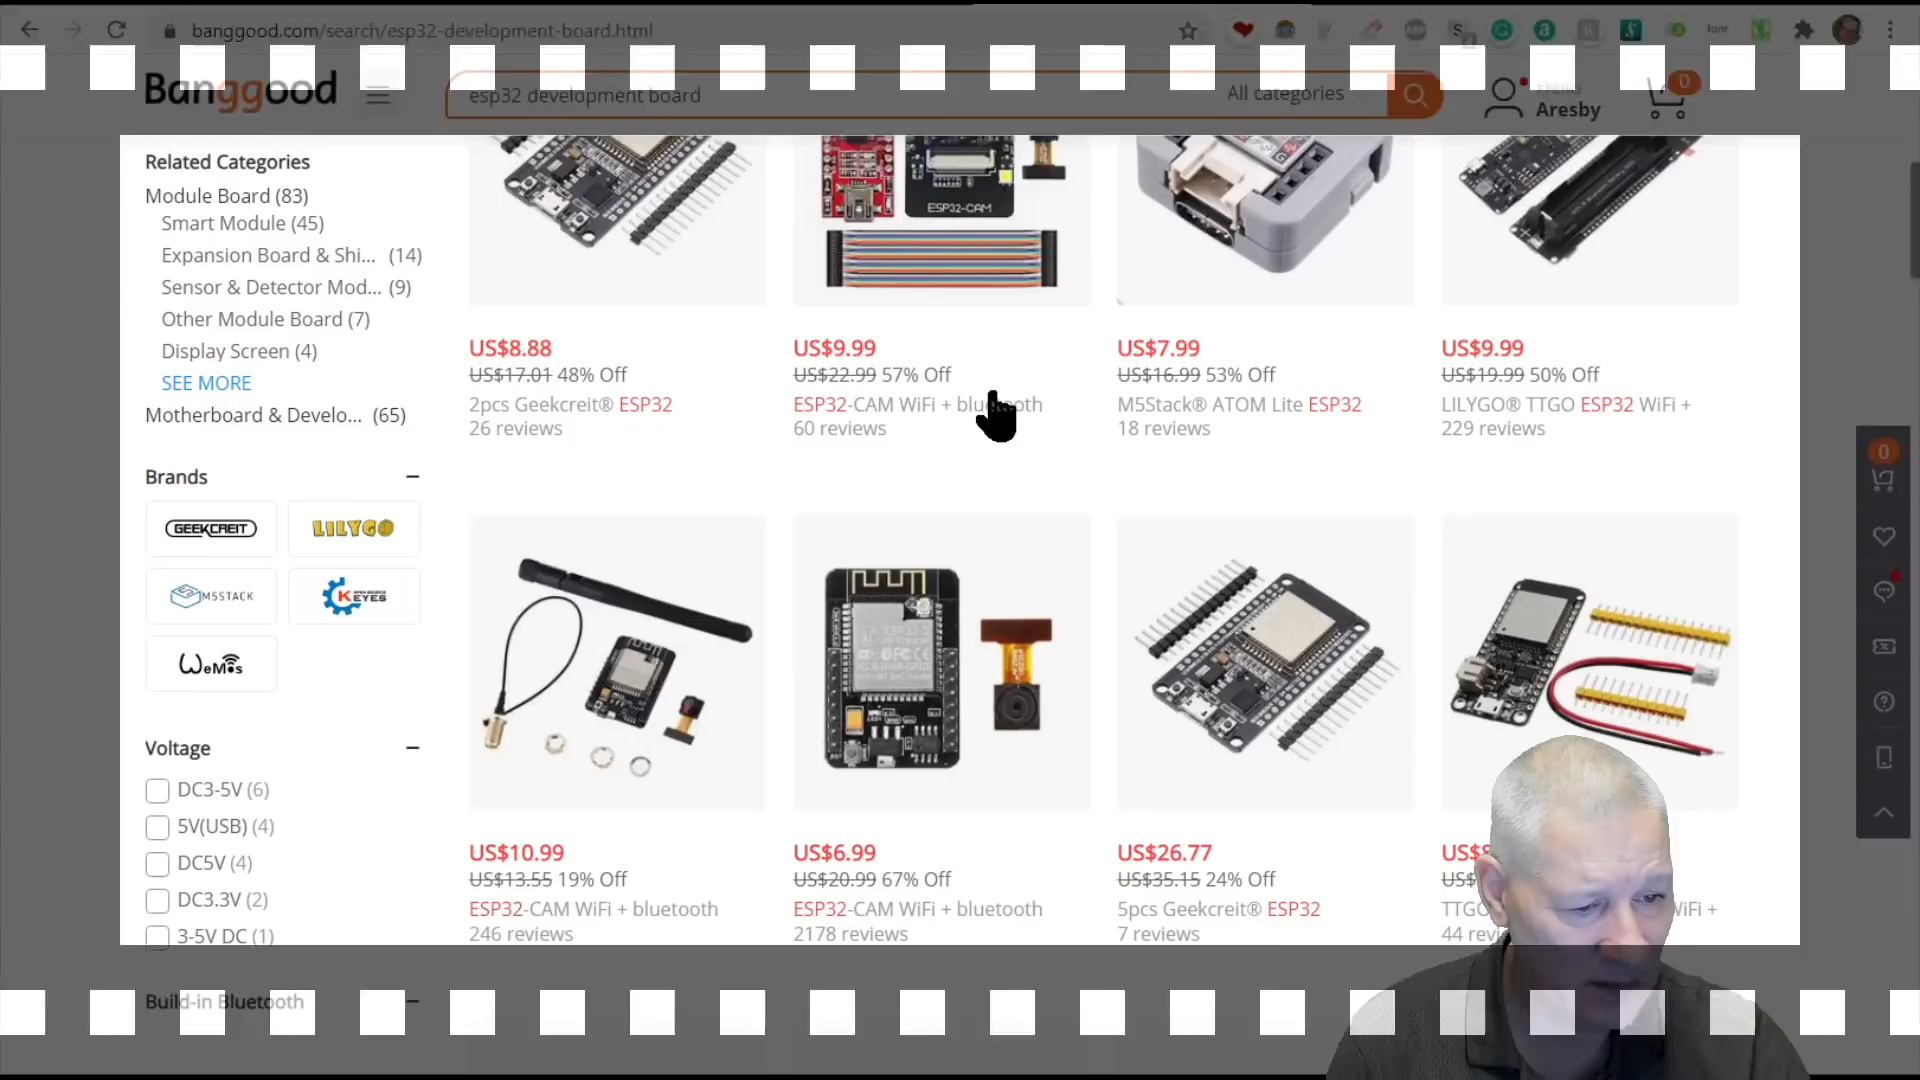 banggood.com/search/esp32-development-board.html
Banggood
esp32 development board
All categories
Hello
Aresby
0
Related Categories
Module Board (83)
Smart Module (45)
Expansion Board & Shi... (14)
Sensor & Detector Mod... (9)
Other Module Board (7)
Display Screen (4)
SEE MORE
Motherboard & Develo... (65)
Brands
GEEKCREIT
LILYGO
M5STACK
KEYES
WeMos
Voltage
DC3-5V (6)
5V(USB) (4)
DC5V (4)
DC3.3V (2)
3-5V DC (1)
Build-in Bluetooth
ESP32-CAM
US$8.88
US$17.01 48% Off
2pcs Geekcreit® ESP32
26 reviews
US$9.99
US$22.99 57% Off
ESP32-CAM WiFi + bluetooth
60 reviews
US$7.99
US$16.99 53% Off
M5Stack® ATOM Lite ESP32
18 reviews
US$9.99
US$19.99 50% Off
LILYGO® TTGO ESP32 WiFi +
229 reviews
US$10.99
US$13.55 19% Off
ESP32-CAM WiFi + bluetooth
246 reviews
US$6.99
US$20.99 67% Off
ESP32-CAM WiFi + bluetooth
2178 reviews
US$26.77
US$35.15 24% Off
5pcs Geekcreit® ESP32
7 reviews
US$
US$
TTGO WiFi +
44
0